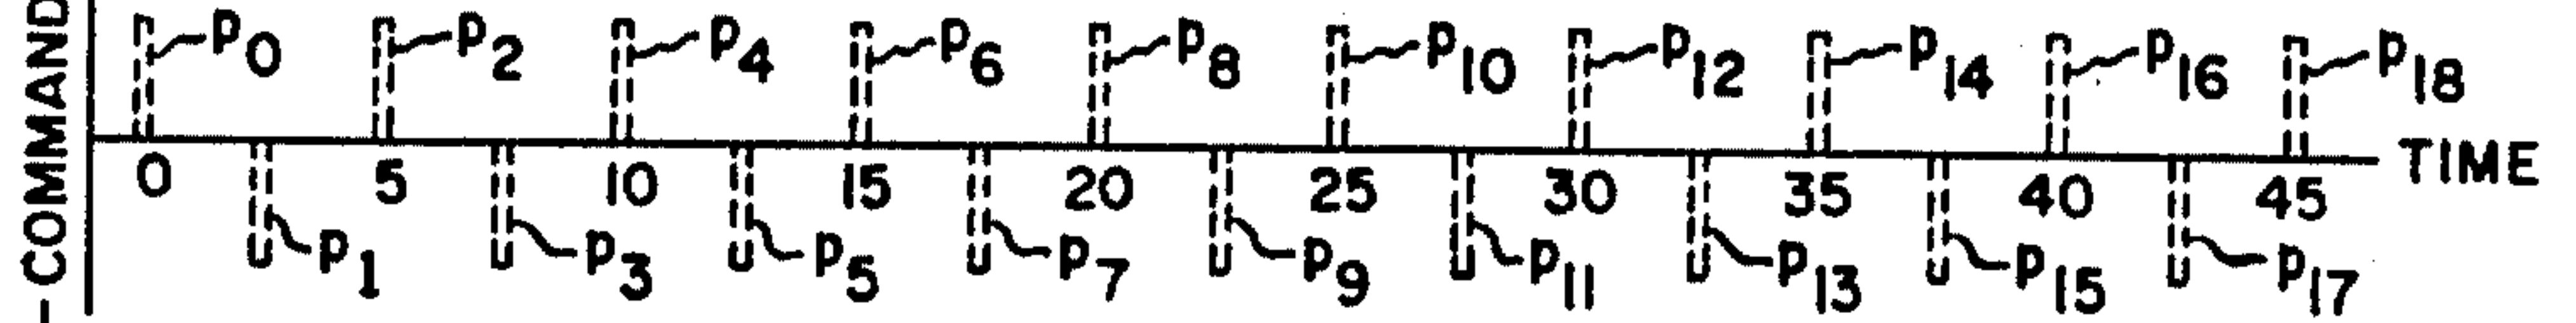 -COMMAND
P0 P2 P4 P6 P8 P10 P12 P14 P16 P18
0 5 10 15 20 25 30 35 40 45 TIME
P1 P3 P5 P7 P9 P11 P13 P15 P17